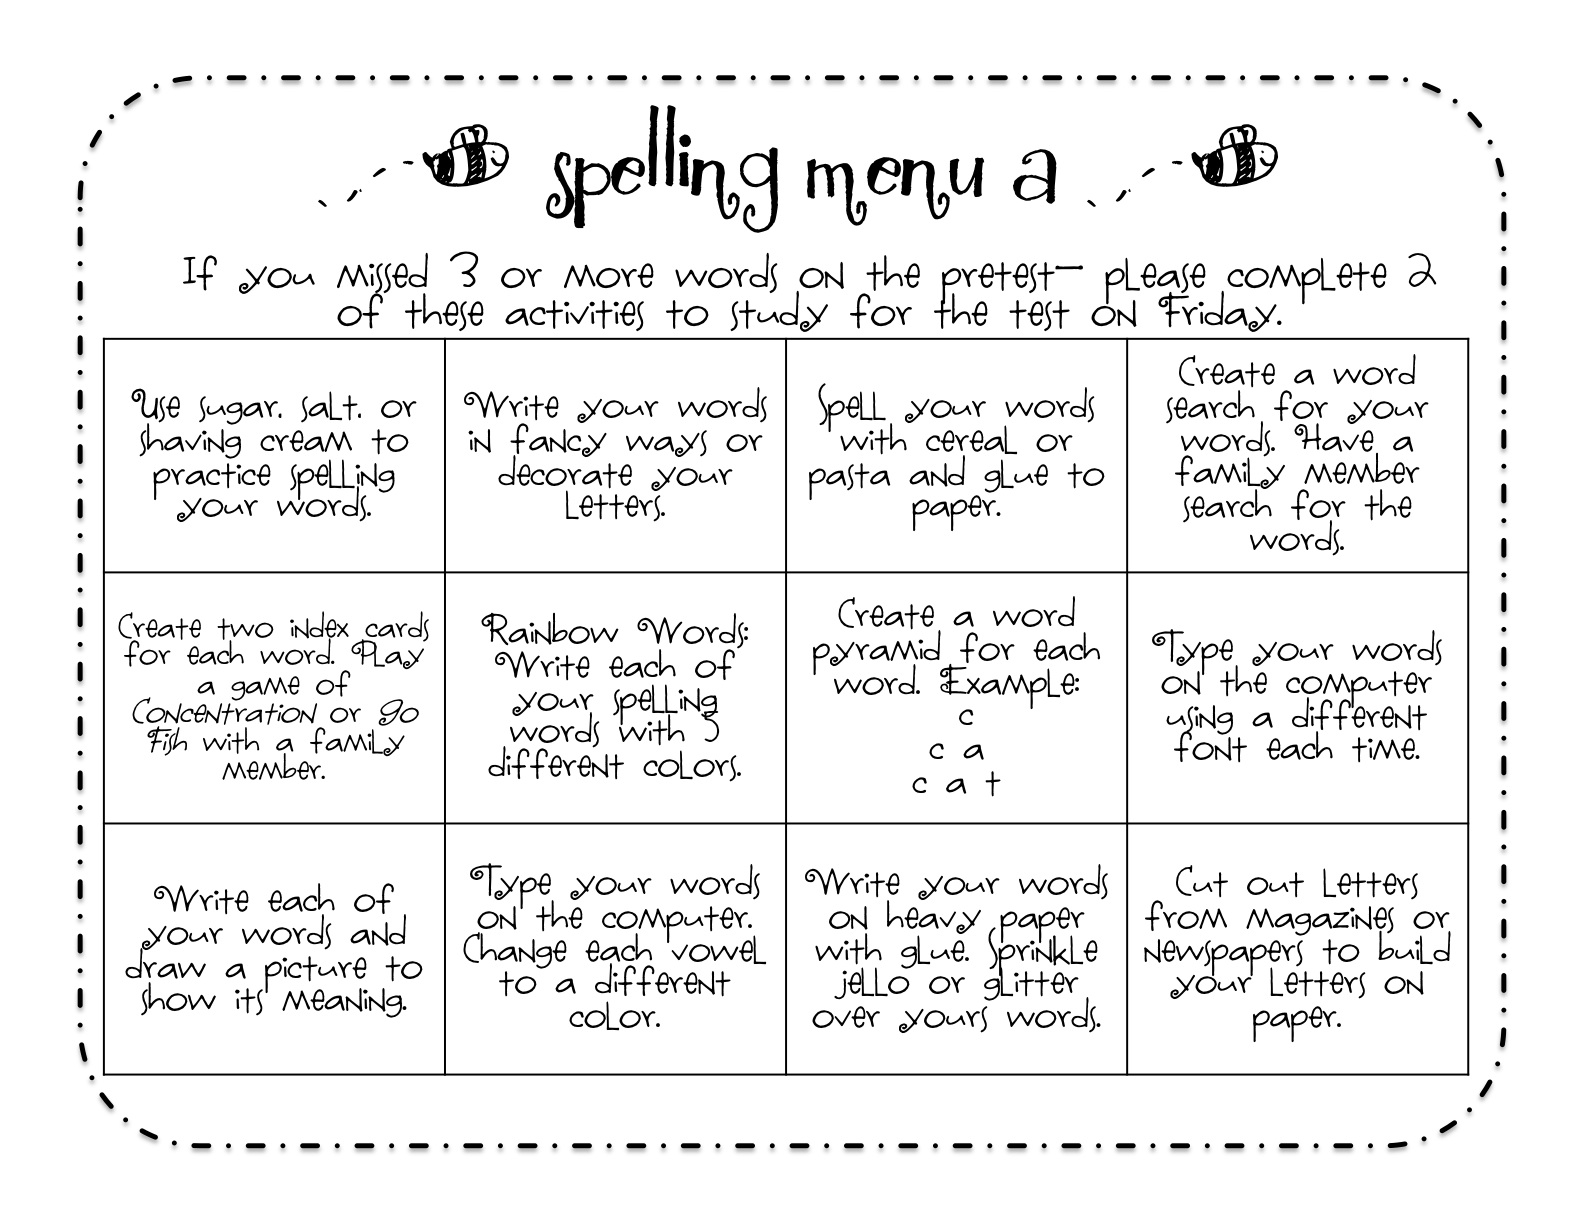 spelling menu a
If you missed 3 or more words on the pretest— please complete 2
of these activities to study for the test on Friday.
Use sugar, salt, or
shaving cream to
practice spelling
your words.
Write your words
in fancy ways or
decorate your
letters.
Spell your words
with cereal or
pasta and glue to
paper.
Create a word
search for your
words. Have a
family member
search for the
words.
Create two index cards
for each word. Play
a game of
Concentration or Go
Fish with a family
member.
Rainbow Words:
Write each of
your spelling
words with 5
different colors.
Create a word
pyramid for each
word. Example:
c
c a
c a t
Type your words
on the computer
using a different
font each time.
Write each of
your words and
draw a picture to
show its meaning.
Type your words
on the computer.
Change each vowel
to a different
color.
Write your words
on heavy paper
with glue. Sprinkle
jello or glitter
over yours words.
Cut out letters
from magazines or
newspapers to build
your letters on
paper.